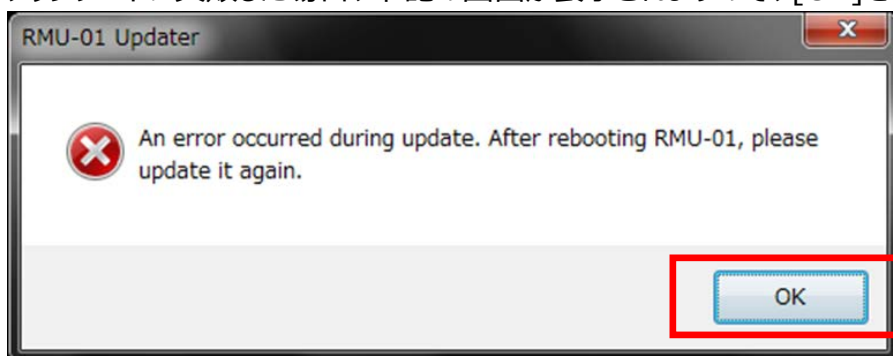 RMU-01 Updater
An error occurred during update. After rebooting RMU-01, please
update it again.
OK